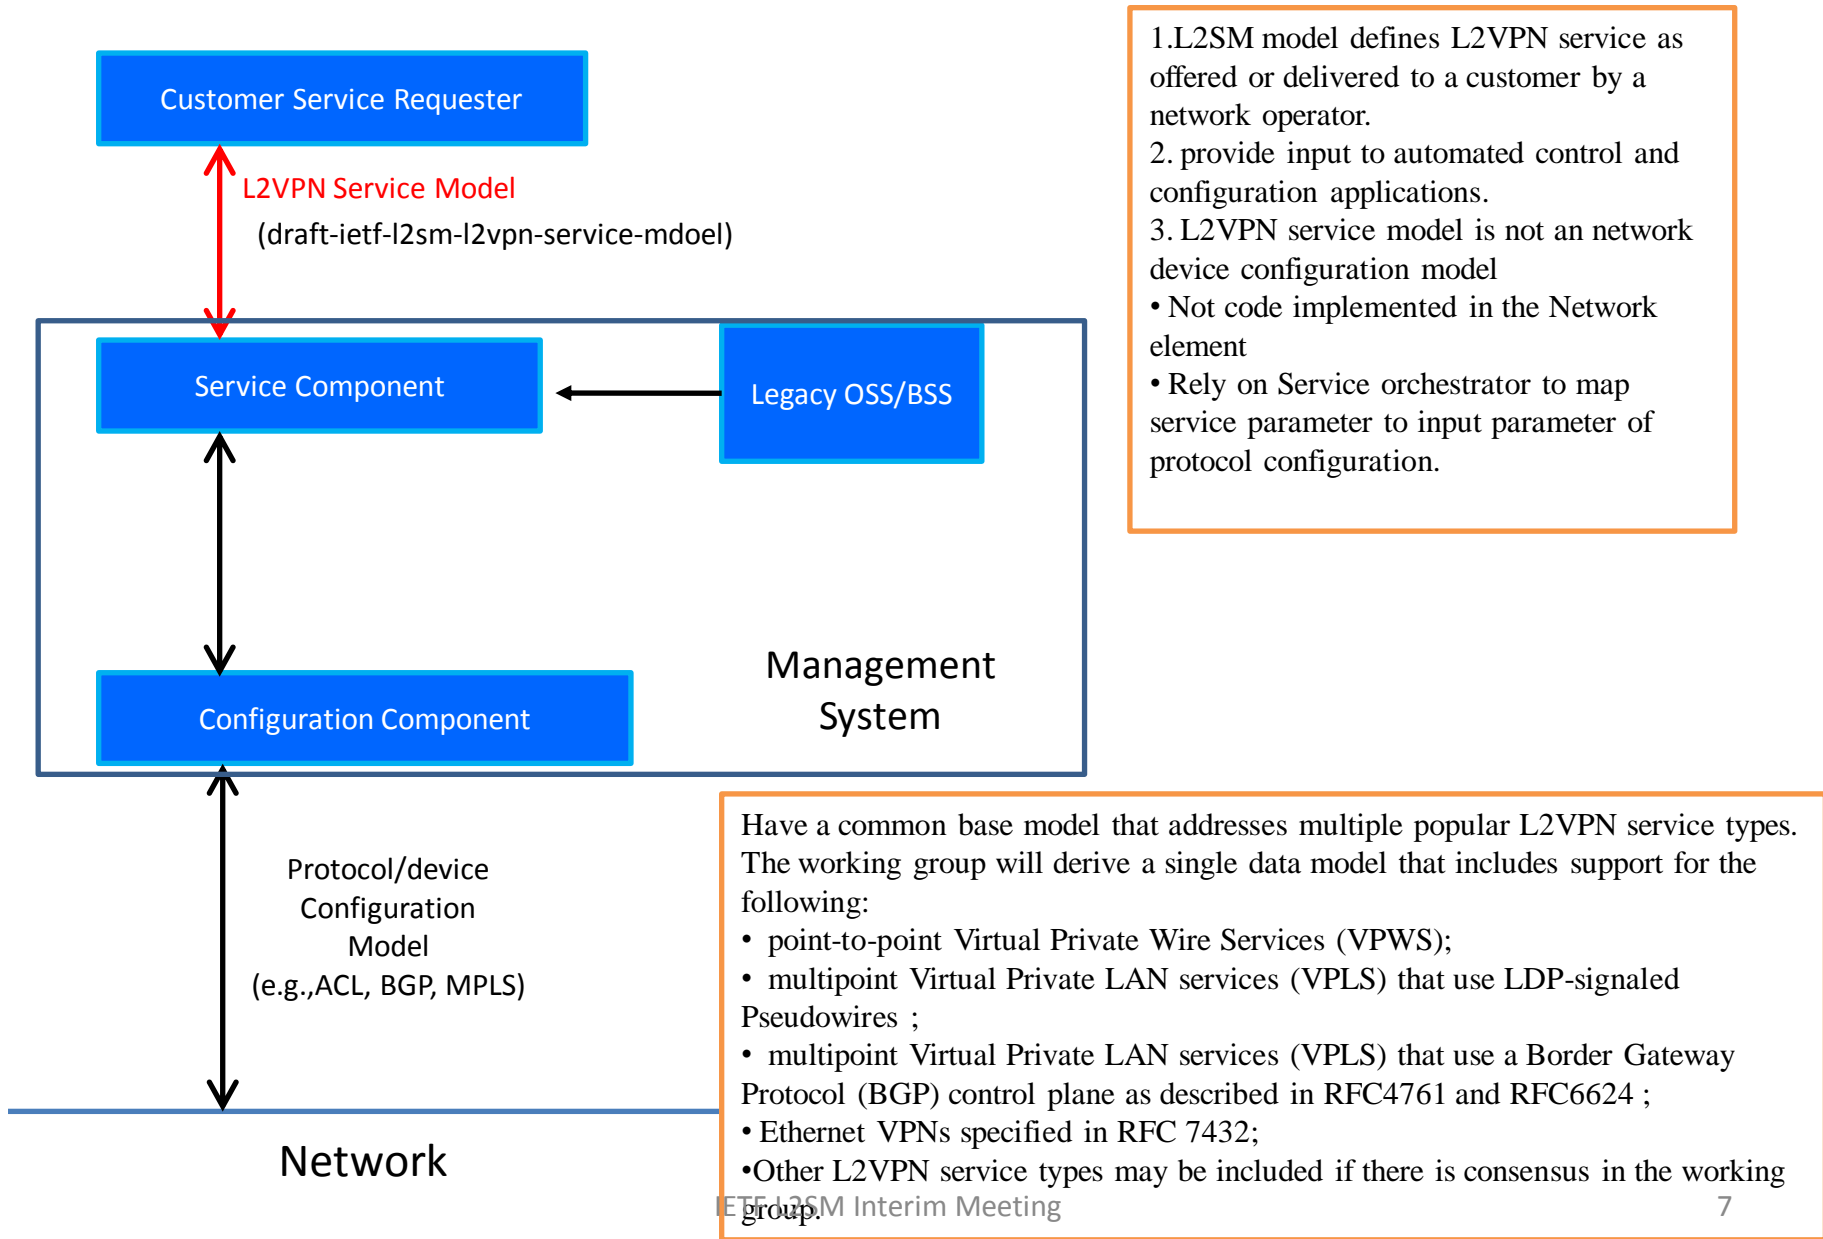 Customer Service Requester
L2VPN Service Model
(draft-ietf-l2sm-l2vpn-service-mdoel)
Service Component
Legacy OSS/BSS
Management
System
Configuration Component
Protocol/device
Configuration
Model
(e.g.,ACL, BGP, MPLS)
Network
1.L2SM model defines L2VPN service as
offered or delivered to a customer by a
network operator.
2. provide input to automated control and
configuration applications.
3. L2VPN service model is not an network
device configuration model
• Not code implemented in the Network
element
• Rely on Service orchestrator to map
service parameter to input parameter of
protocol configuration.
Have a common base model that addresses multiple popular L2VPN service types.
The working group will derive a single data model that includes support for the
following:
• point-to-point Virtual Private Wire Services (VPWS);
• multipoint Virtual Private LAN services (VPLS) that use LDP-signaled
Pseudowires ;
• multipoint Virtual Private LAN services (VPLS) that use a Border Gateway
Protocol (BGP) control plane as described in RFC4761 and RFC6624 ;
• Ethernet VPNs specified in RFC 7432;
•Other L2VPN service types may be included if there is consensus in the working
group.
IETF L2SM Interim Meeting
7